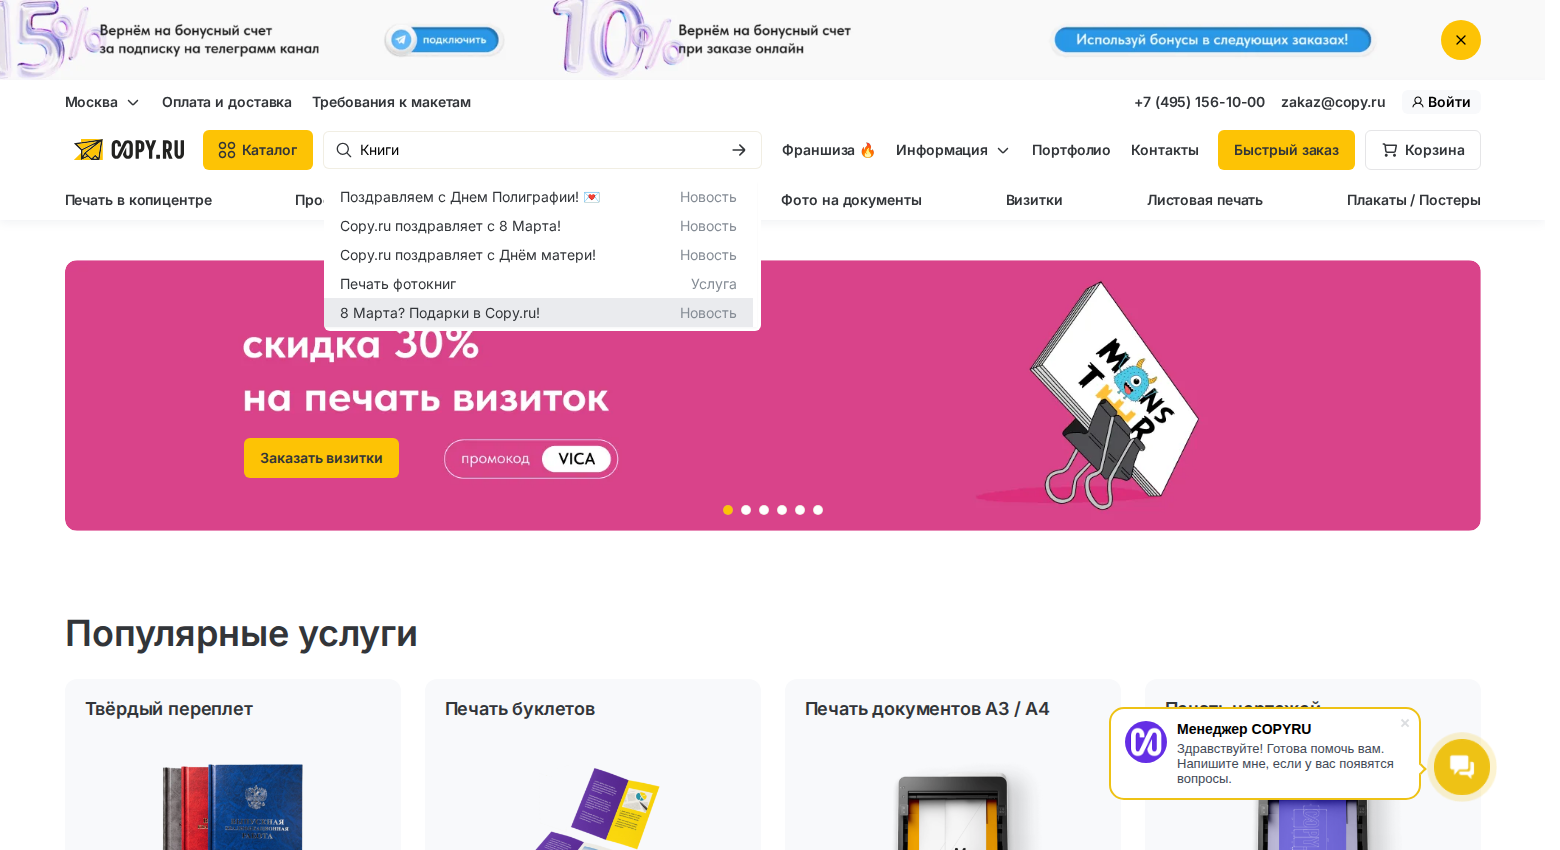 15%
Вернём на бонусный счет
за подписку на телеграмм канал
подключить
10%
Вернём на бонусный счет
при заказе онлайн
Используй бонусы в следующих заказах!
Москва
Оплата и доставка
Требования к макетам
+7 (495) 156-10-00
zakaz@copy.ru
Войти
COPY.RU
Каталог
Книги
Франшиза 🔥
Информация
Портфолио
Контакты
Быстрый заказ
Корзина
Поздравляем с Днем Полиграфии! 💌 Новость
Copy.ru поздравляет с 8 Марта! Новость
Copy.ru поздравляет с Днём матери! Новость
Печать фотокниг Услуга
8 Марта? Подарки в Copy.ru! Новость
Печать в копицентре
Фото на документы
Визитки
Листовая печать
Плакаты / Постеры
скидка 30%
на печать визиток
Заказать визитки
промокод VICA
MONSTER
Популярные услуги
Твёрдый переплет
Печать буклетов
Печать документов А3 / А4
Менеджер COPYRU
Здравствуйте! Готова помочь вам.
Напишите мне, если у вас появятся
вопросы.